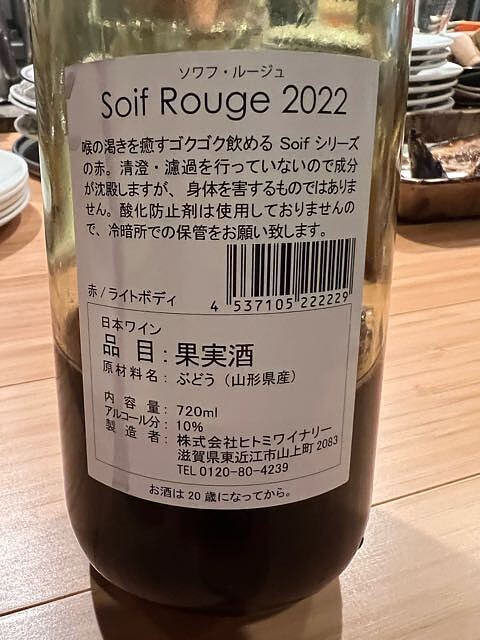 ソワフ・ルージュ
Soif Rouge 2022
喉の渇きを癒すゴクゴク飲める Soif シリーズ
の赤。清澄・濾過を行っていないので成分
が沈殿しますが、身体を害するものではありま
せん。酸化防止剤は使用しておりませんの
で、冷暗所での保管をお願い致します。
赤/ライトボディ
4 537105 222229
日本ワイン
品 目:果実酒
原材料名:ぶどう(山形県産)
内 容 量:720ml
アルコール分:10%
製 造 者:株式会社ヒトミワイナリー
滋賀県東近江市山上町2083
TEL 0120-80-4239
お酒は20歳になってから。